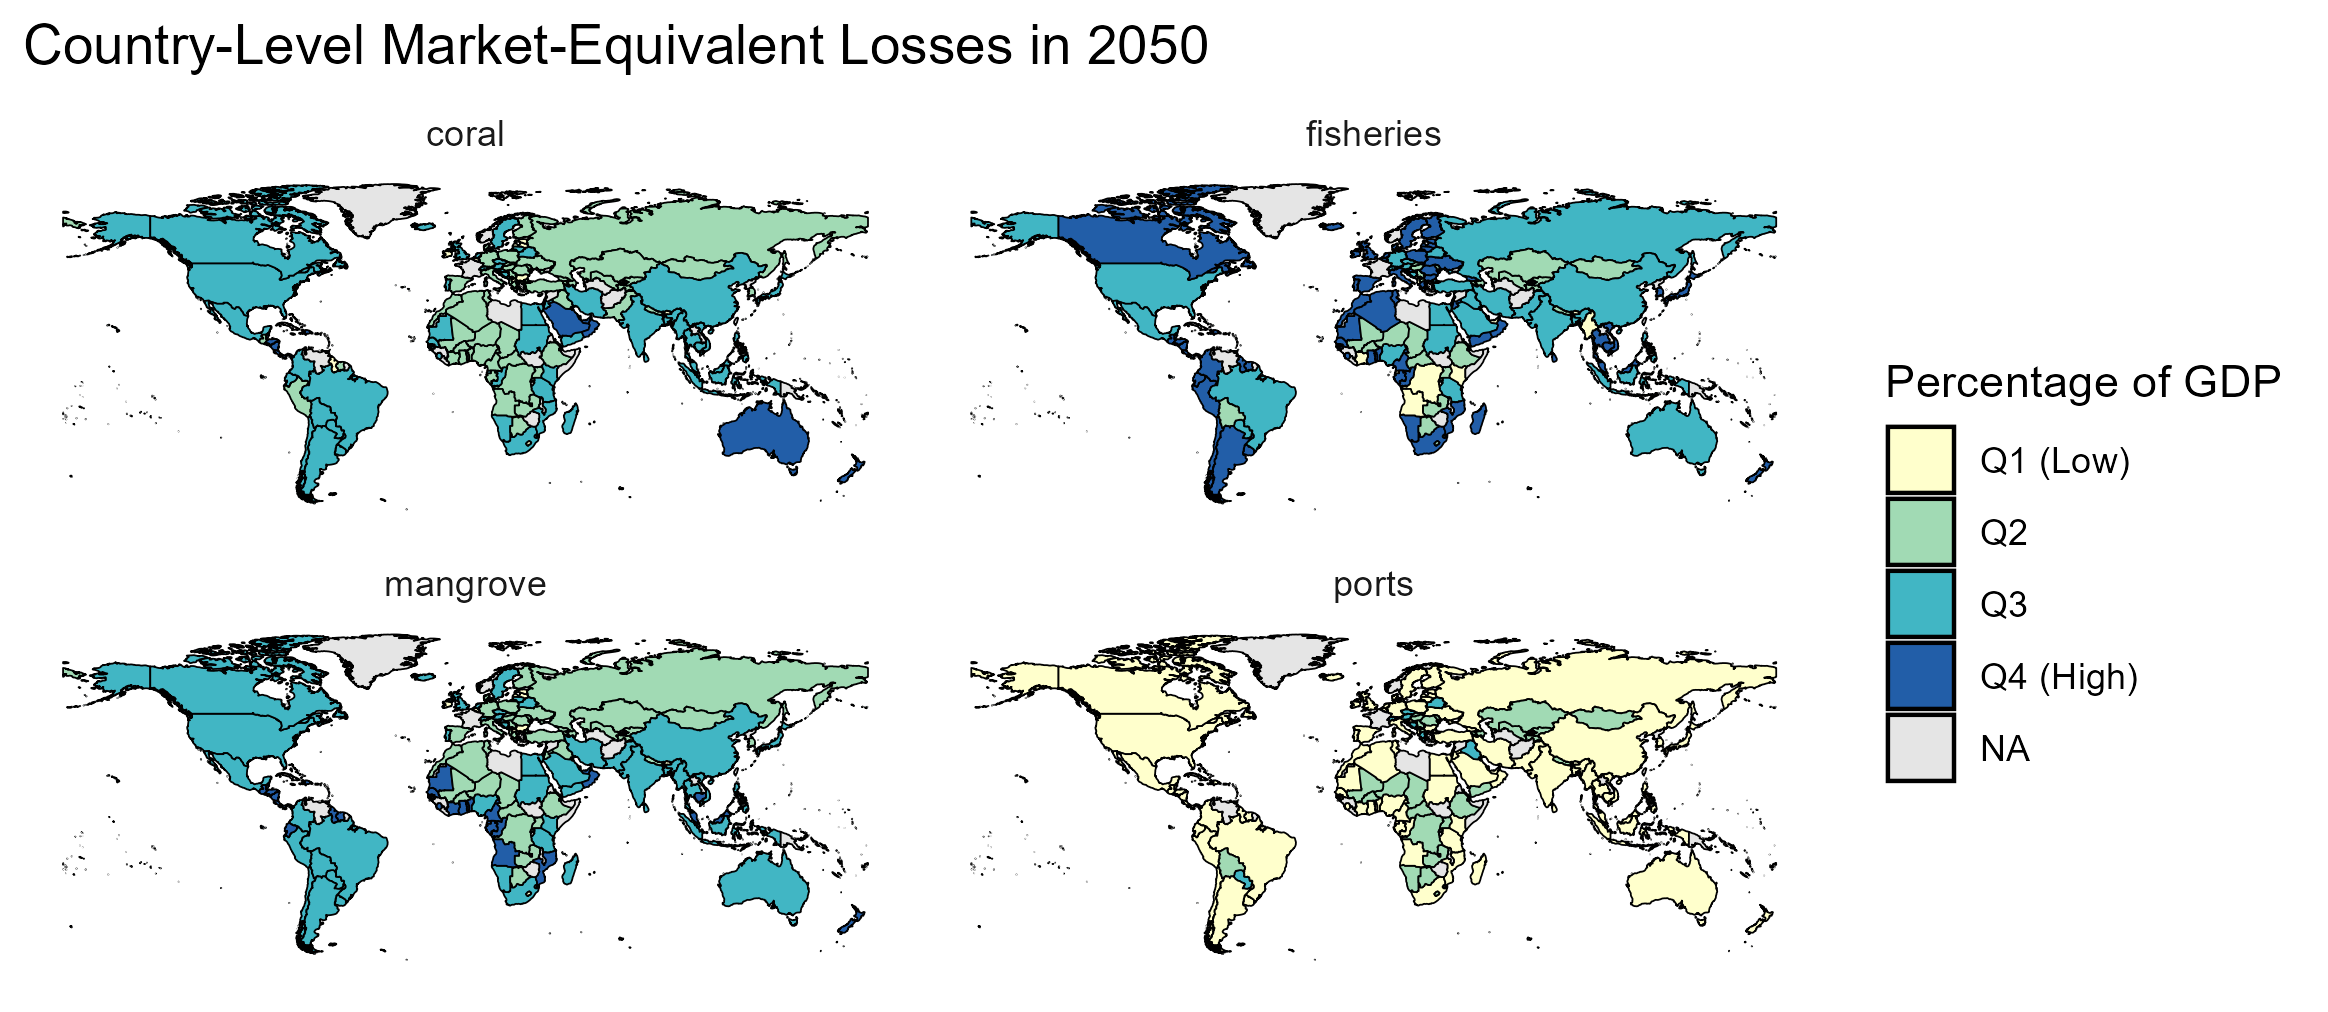 Country-Level Market-Equivalent Losses in 2050
coral
fisheries
mangrove
ports
Percentage of GDP
Q1 (Low)
Q2
Q3
Q4 (High)
NA